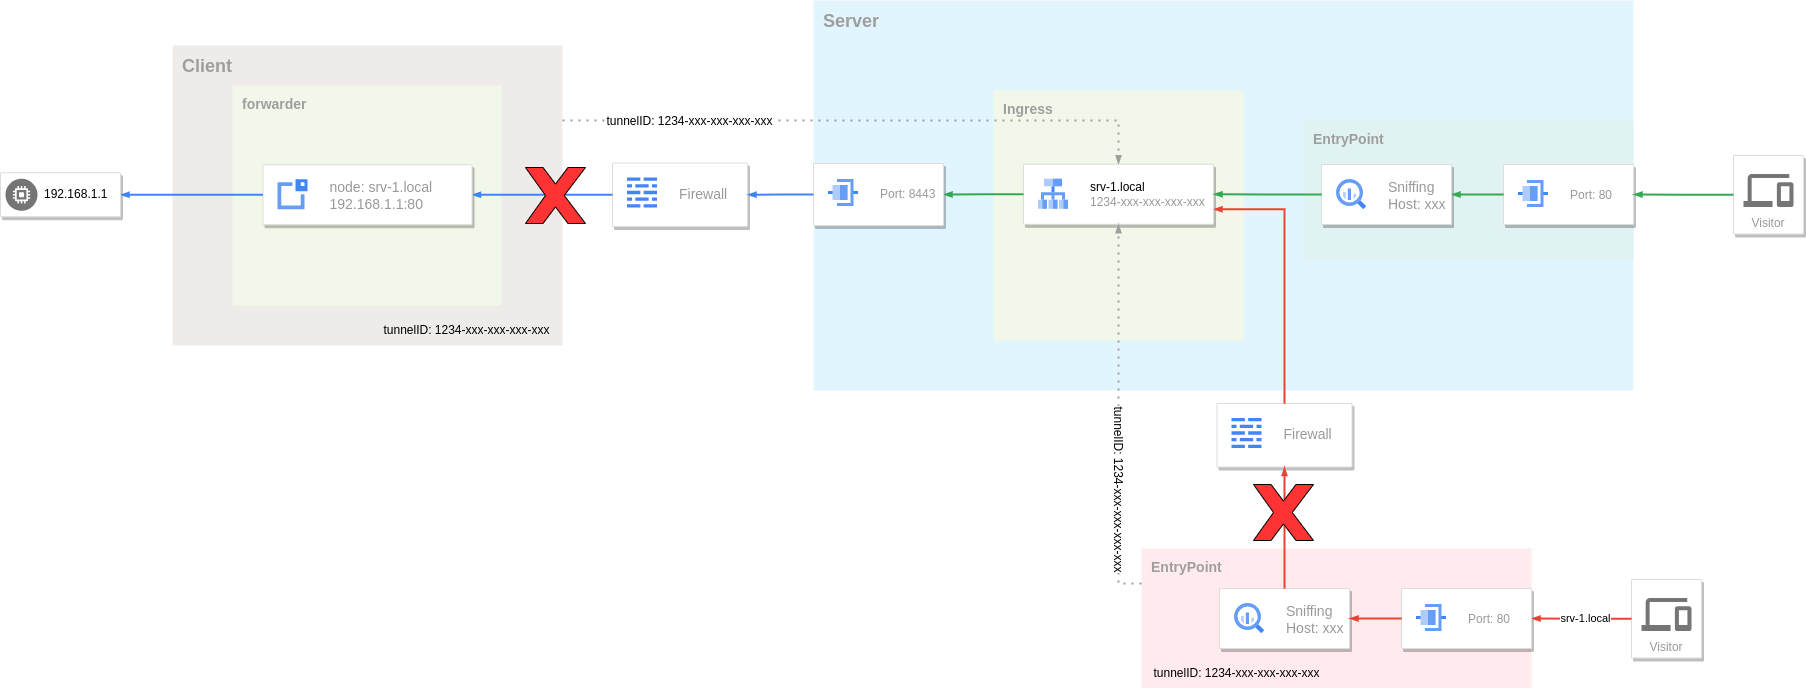 Server
Client
forwarder
Ingress
tunnelID: 1234-xxx-xxx-xxx-xxx
EntryPoint
192.168.1.1
node: srv-1.local
192.168.1.1:80
Firewall
Port: 8443
srv-1.local
1234-xxx-xxx-xxx-xxx
Sniffing
Host: xxx
Port: 80
Visitor
tunnelID: 1234-xxx-xxx-xxx-xxx
tunnelID: 1234-xxx-xxx-xxx-xxx
Firewall
EntryPoint
Sniffing
Host: xxx
Port: 80
srv-1.local
Visitor
tunnelID: 1234-xxx-xxx-xxx-xxx